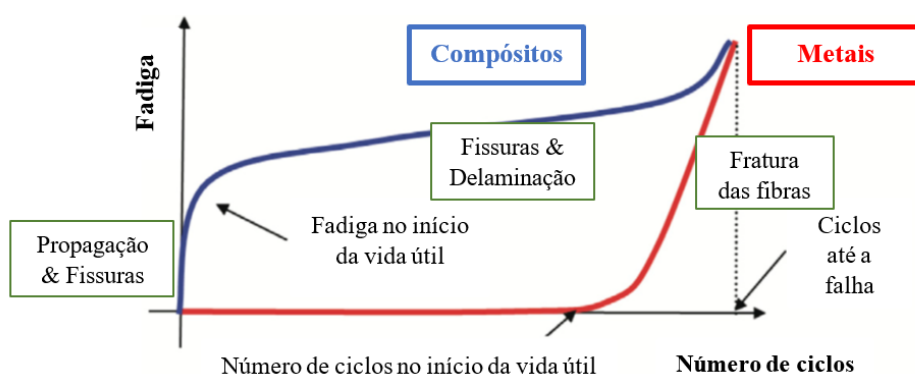 Fadiga
Compósitos
Metais
Fissuras &
Delaminação
Fratura
das fibras
Propagação
& Fissuras
Fadiga no início
da vida útil
Ciclos
até a
falha
Número de ciclos no início da vida útil
Número de ciclos